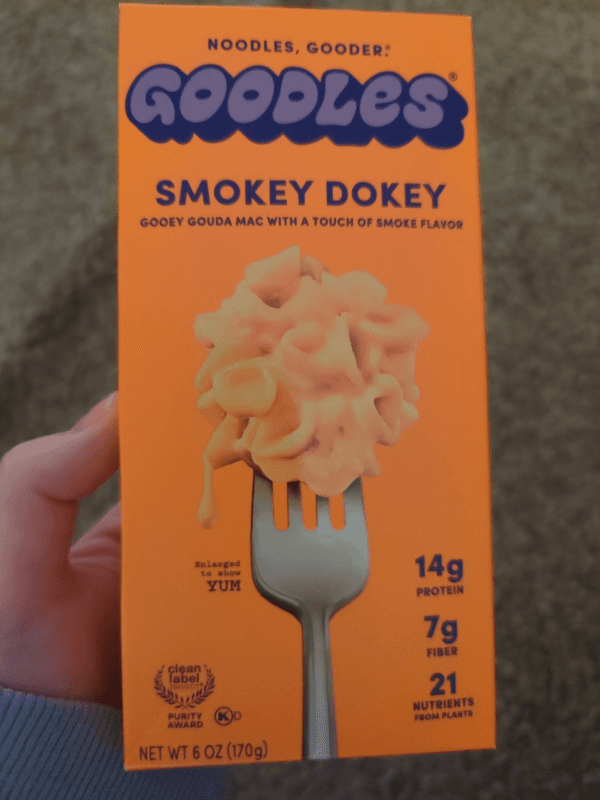 NOODLES, GOODER.®
GOODLES®
SMOKEY DOKEY
GOOEY GOUDA MAC WITH A TOUCH OF SMOKE FLAVOR
Enlarged
to show
YUM
14g
PROTEIN
7g
FIBER
21
NUTRIENTS
FROM PLANTS
clean
label
PROJECT
PURITY
AWARD
K D
NET WT 6 OZ (170g)